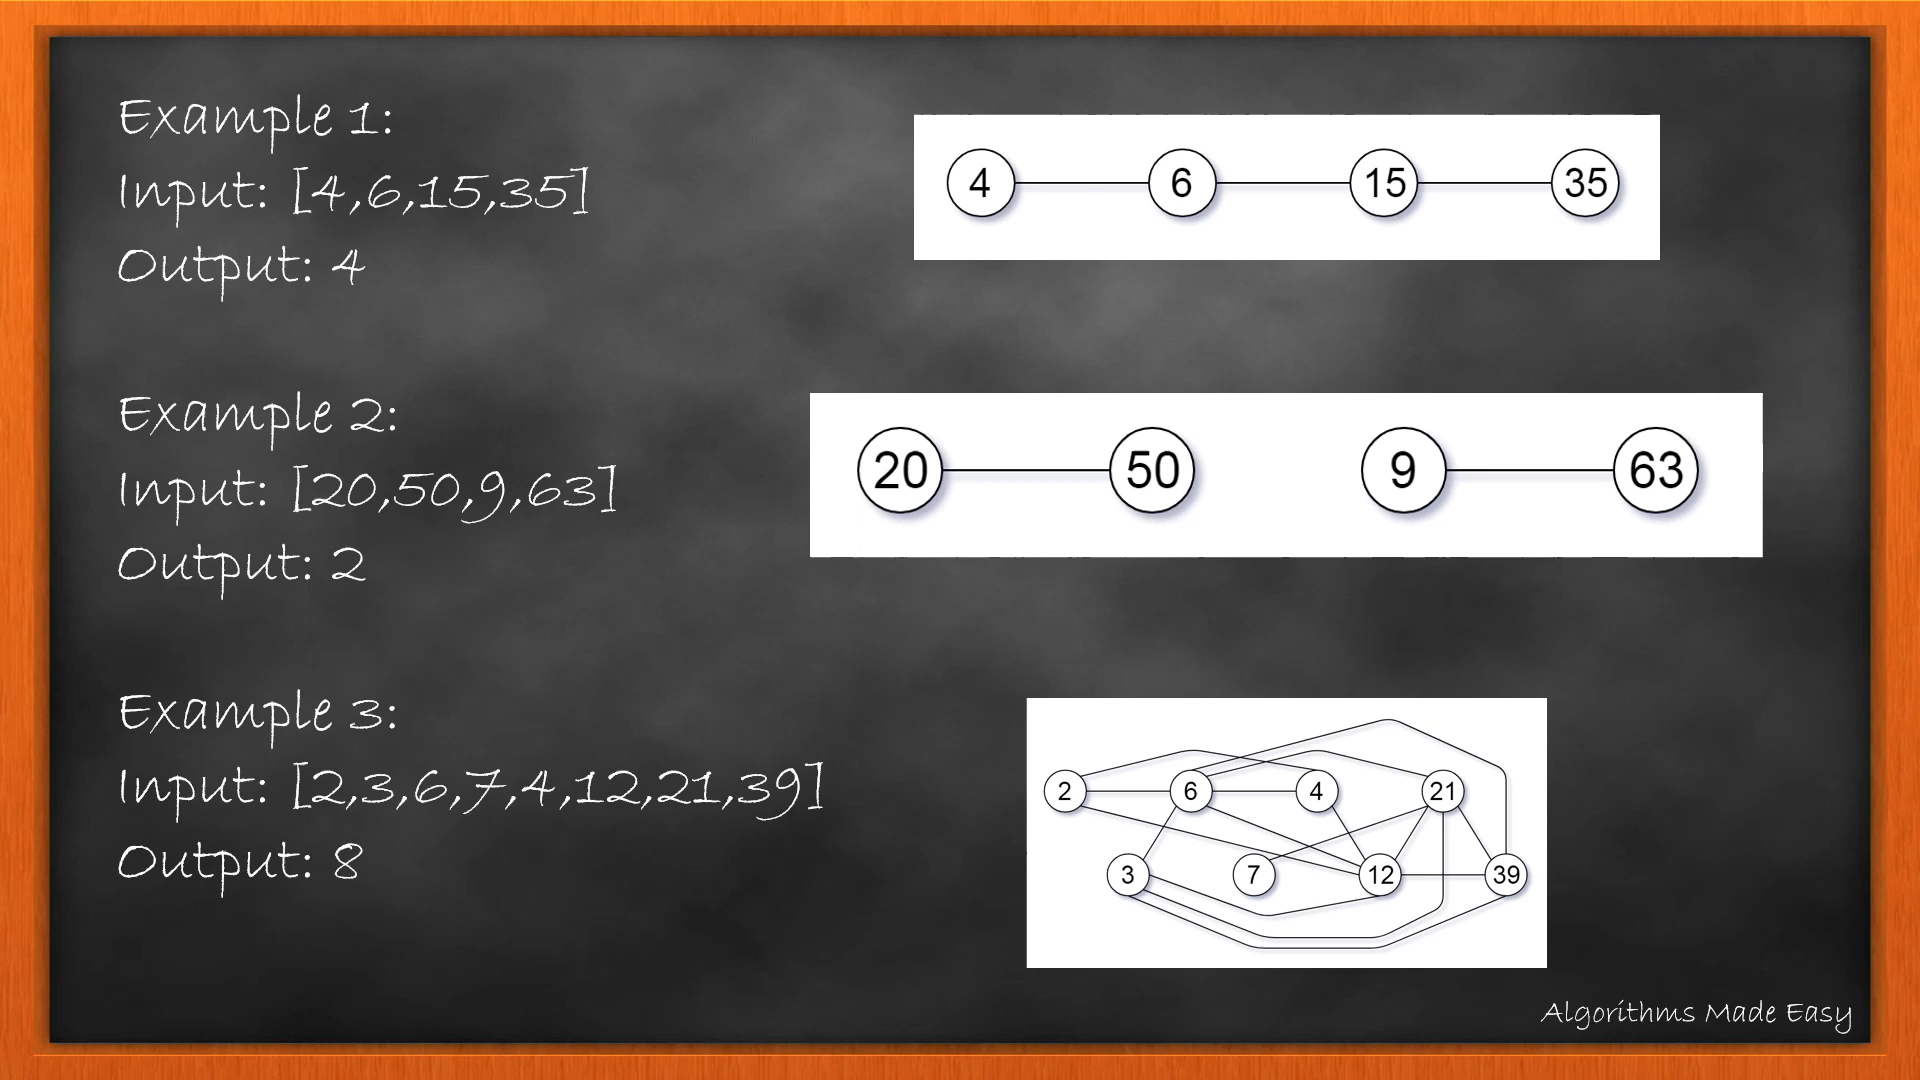 Example 1:
Input: [4,6,15,35]
Output: 4
4 6 15 35
Example 2:
Input: [20,50,9,63]
Output: 2
20 50 9 63
Example 3:
Input: [2,3,6,7,4,12,21,39]
Output: 8
2 6 4 21
3 7 12 39
Algorithms Made Easy